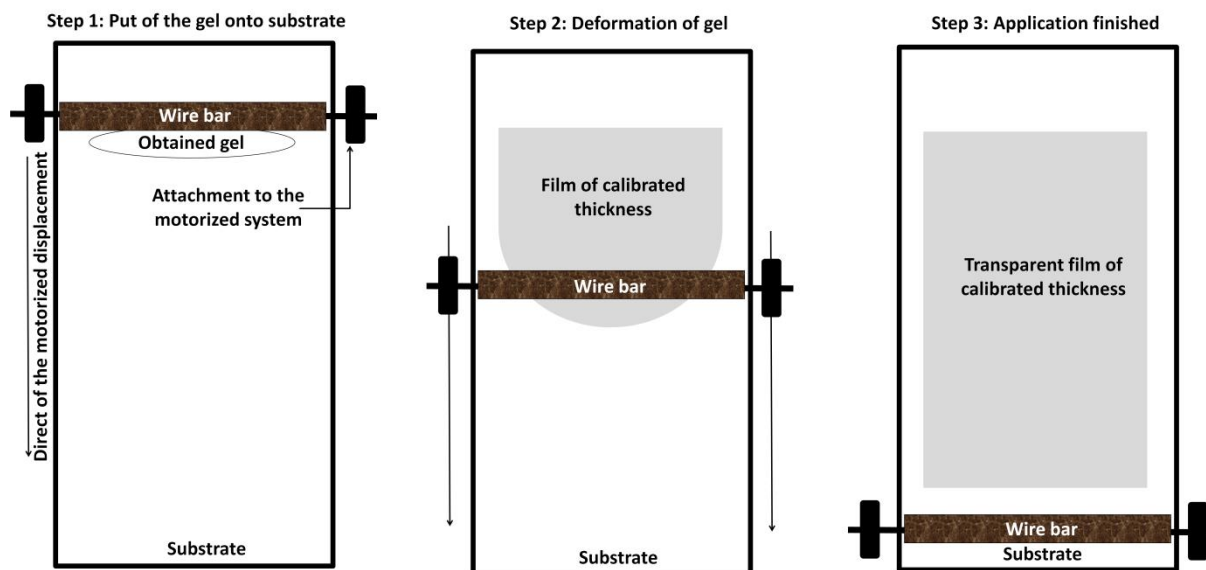 Step 1: Put of the gel onto substrate
Wire bar
Obtained gel
Attachment to the
motorized system
Direct of the motorized displacement
Substrate
Step 2: Deformation of gel
Film of calibrated
thickness
Wire bar
Substrate
Step 3: Application finished
Transparent film of
calibrated thickness
Wire bar
Substrate